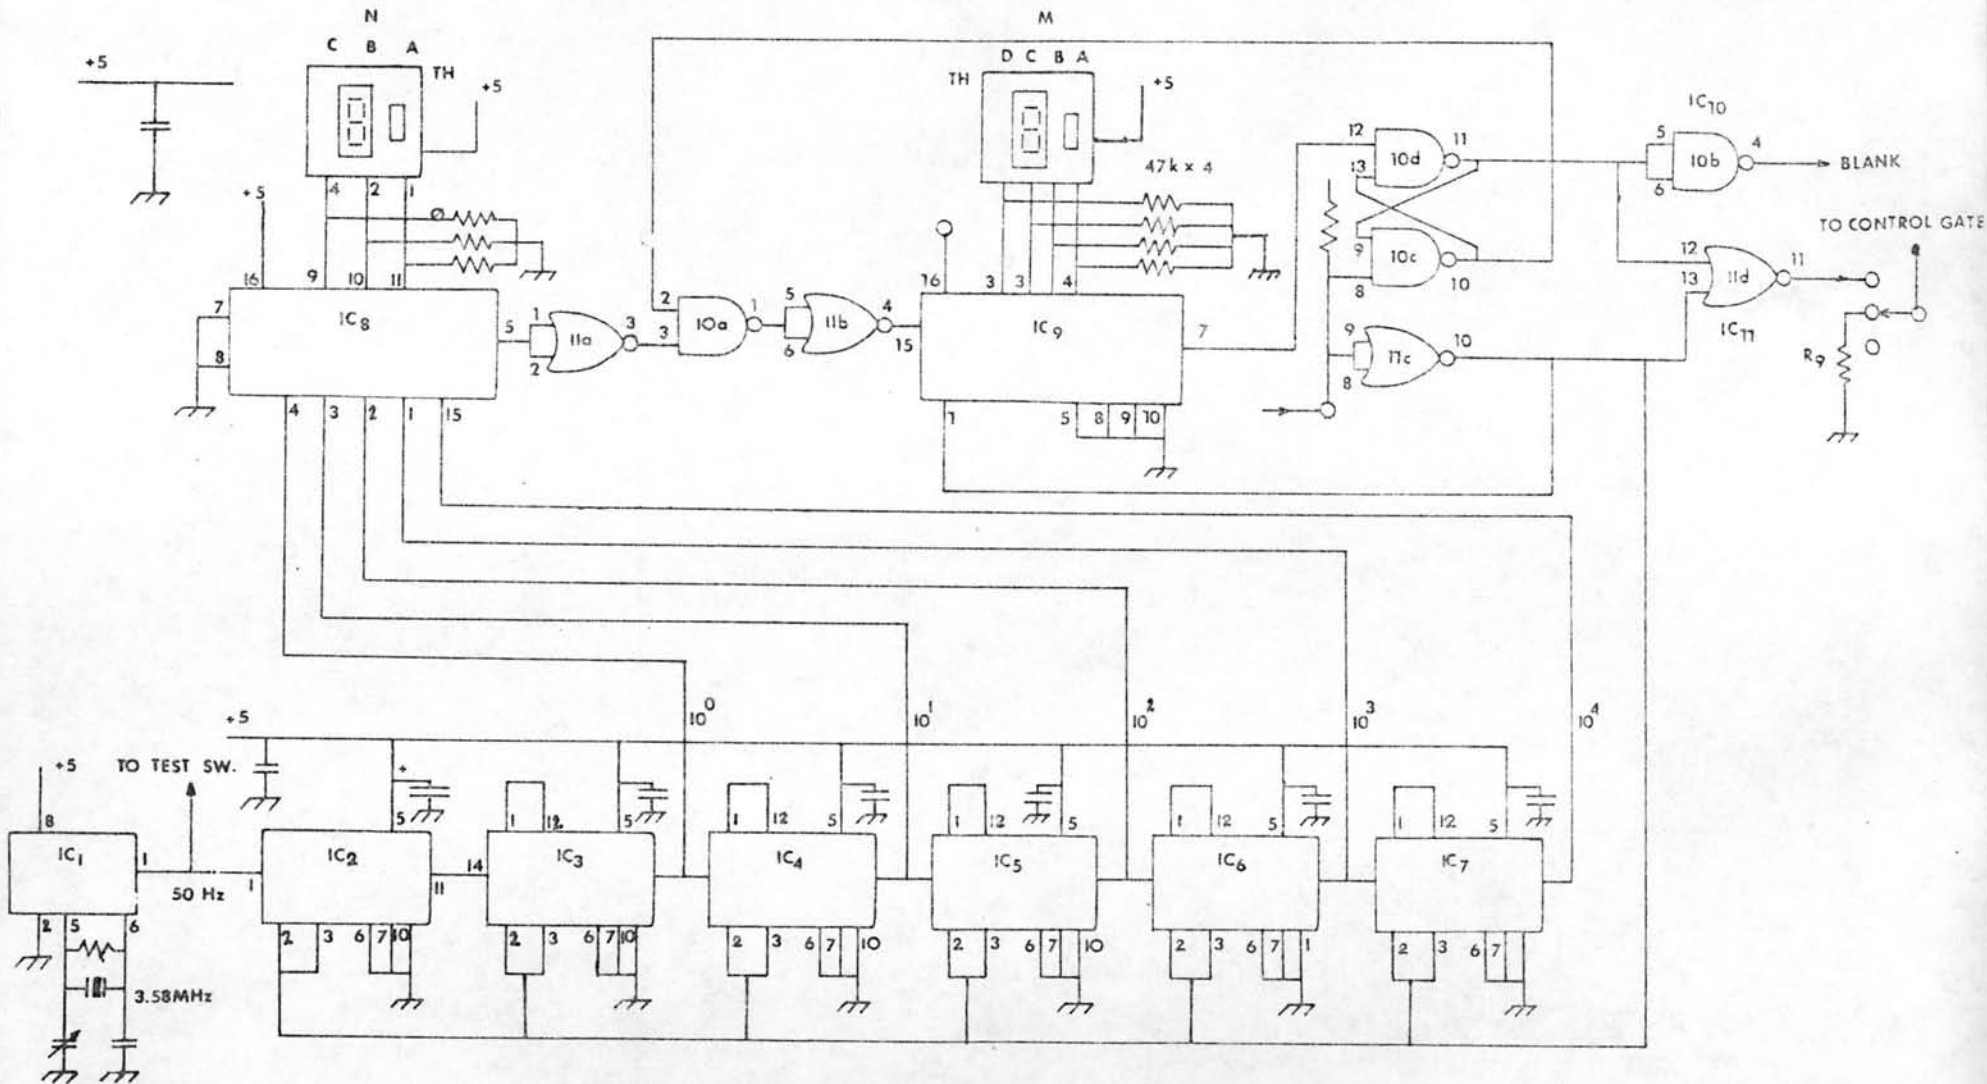 N
M
C B A
D C B A
TH
+5
+5
TH
+5
IC10
4 2 1
12 11
10d
13
5 4
10b
6
BLANK
47k x 4
TO CONTROL GATE
+5
Ø
9
10c
8 10
12 11
11d
13
IC11
R9
16 9 10 11
7
IC8
8
5
1 3
11a
2
2 1
10a
3
5 4
11b
6
15
16 3 3 4
IC9
7
9 10
11c
8
4 3 2 1 15
1 5 8 9 10
10^0
10^1
10^2
10^3
10^4
+5
+5
TO TEST SW.
+
8
IC1
1
50 Hz
2 5 6
3.58MHz
5
IC2
1 11
2 3 6 7 10
1 12 5
14
IC3
2 3 6 7 10
1 12 5
IC4
2 3 6 7 10
1 12 5
IC5
2 3 6 7 10
1 12 5
IC6
2 3 6 7 1
1 12 5
IC7
2 3 6 7